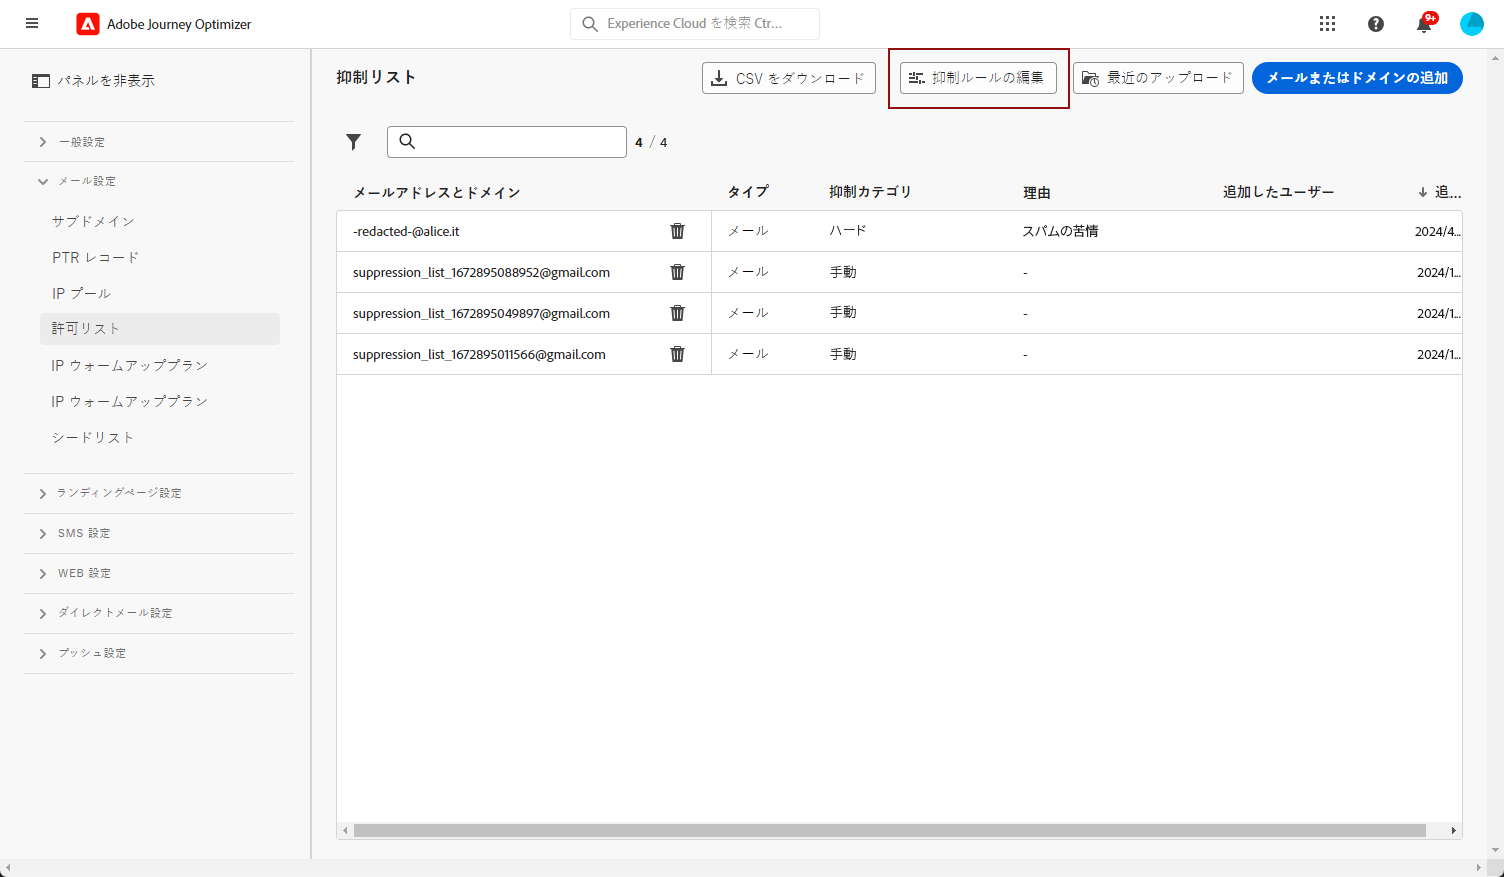 Adobe Journey Optimizer
Experience Cloud を検索 Ctr...
9+
パネルを非表示
一般設定
メール設定
サブドメイン
PTR レコード
IP プール
許可リスト
IP ウォームアッププラン
IP ウォームアッププラン
シードリスト
ランディングページ設定
SMS 設定
WEB 設定
ダイレクトメール設定
プッシュ設定
抑制リスト
CSV をダウンロード
抑制ルールの編集
最近のアップロード
メールまたはドメインの追加
4 / 4
メールアドレスとドメイン タイプ 抑制カテゴリ 理由 追加したユーザー 追...
-redacted-@alice.it メール ハード スパムの苦情 2024/4...
suppression_list_1672895088952@gmail.com メール 手動 - 2024/1...
suppression_list_1672895049897@gmail.com メール 手動 - 2024/1...
suppression_list_1672895011566@gmail.com メール 手動 - 2024/1...